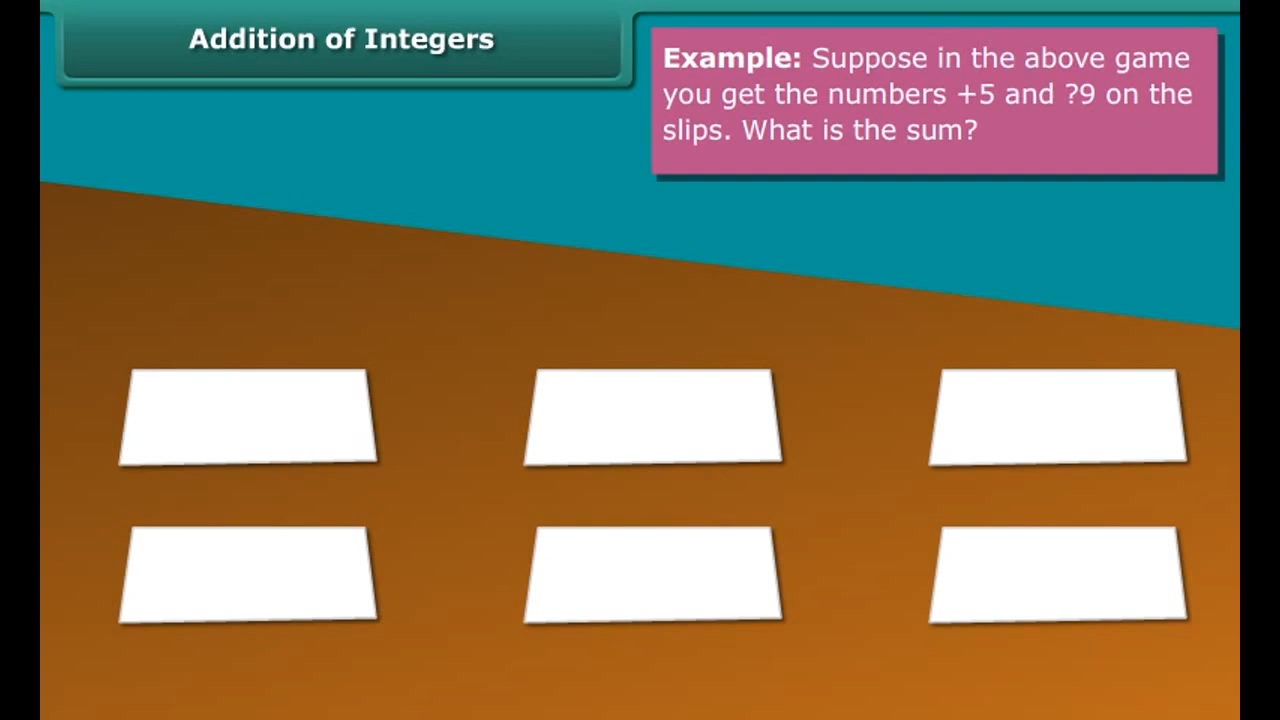 Addition of Integers
Example: Suppose in the above game
you get the numbers +5 and ?9 on the
slips. What is the sum?